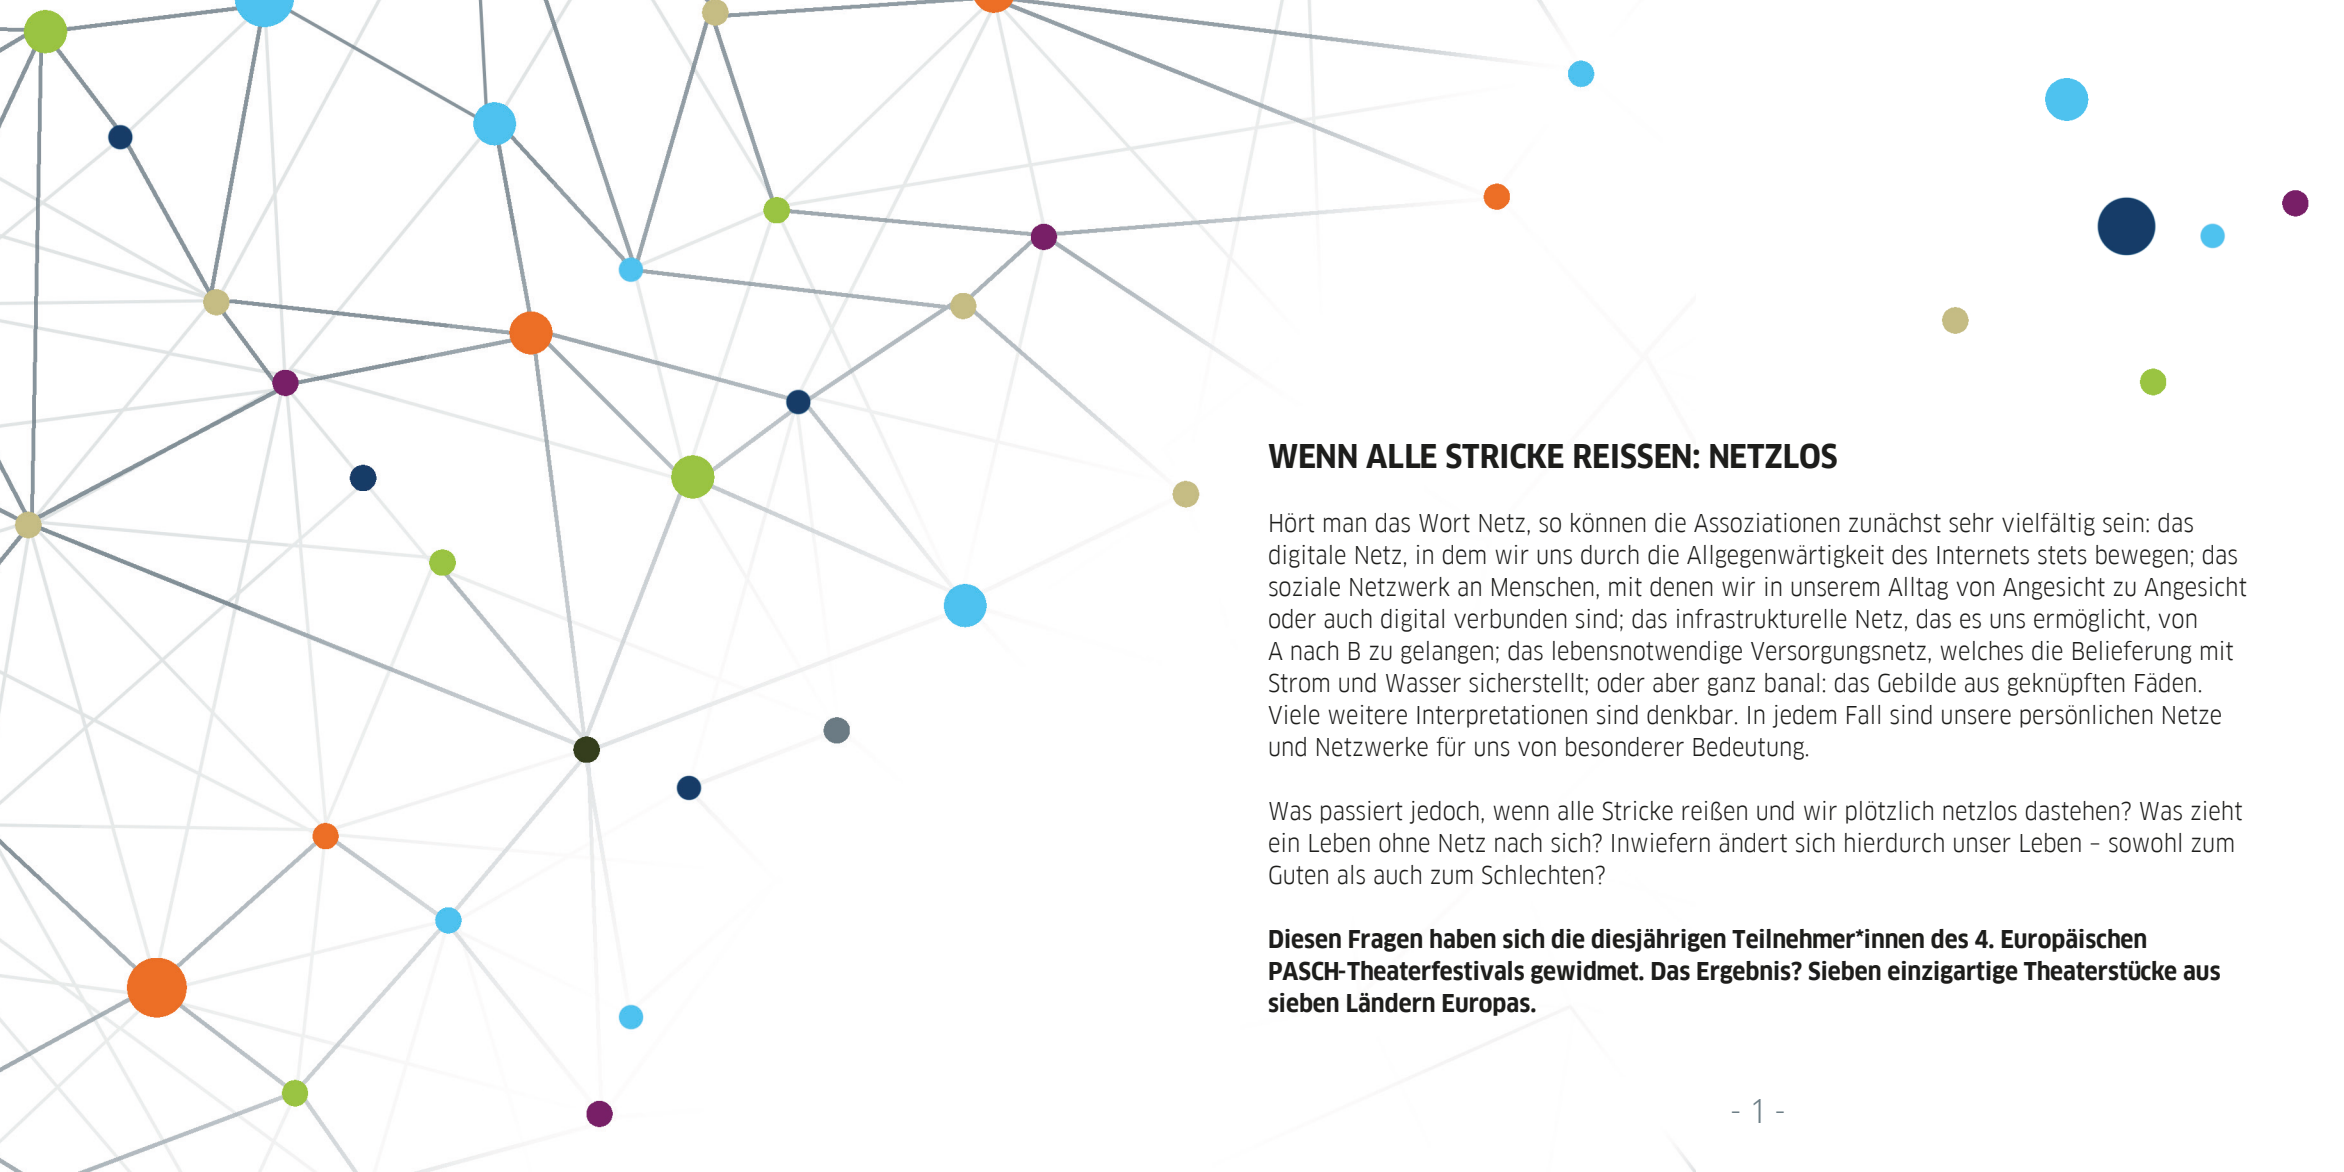 WENN ALLE STRICKE REISSEN: NETZLOS
Hört man das Wort Netz, so können die Assoziationen zunächst sehr vielfältig sein: das
digitale Netz, in dem wir uns durch die Allgegenwärtigkeit des Internets stets bewegen; das
soziale Netzwerk an Menschen, mit denen wir in unserem Alltag von Angesicht zu Angesicht
oder auch digital verbunden sind; das infrastrukturelle Netz, das es uns ermöglicht, von
A nach B zu gelangen; das lebensnotwendige Versorgungsnetz, welches die Belieferung mit
Strom und Wasser sicherstellt; oder aber ganz banal: das Gebilde aus geknüpften Fäden.
Viele weitere Interpretationen sind denkbar. In jedem Fall sind unsere persönlichen Netze
und Netzwerke für uns von besonderer Bedeutung.
Was passiert jedoch, wenn alle Stricke reißen und wir plötzlich netzlos dastehen? Was zieht
ein Leben ohne Netz nach sich? Inwiefern ändert sich hierdurch unser Leben – sowohl zum
Guten als auch zum Schlechten?
Diesen Fragen haben sich die diesjährigen Teilnehmer*innen des 4. Europäischen
PASCH-Theaterfestivals gewidmet. Das Ergebnis? Sieben einzigartige Theaterstücke aus
sieben Ländern Europas.
- 1 -